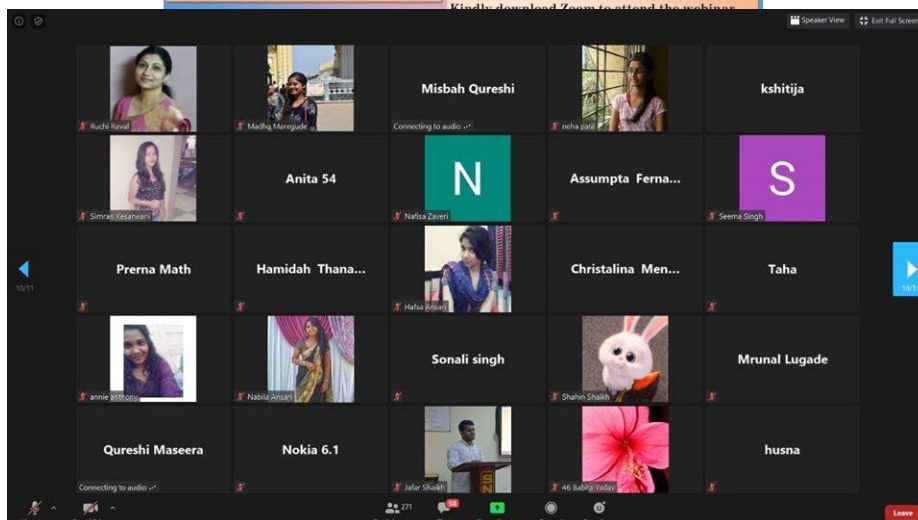 Kindly download Zoom to attend the webinar
Speaker View
Exit Full Screen
Ruchi Raval
Madhu Maregude
Misbah Qureshi
Connecting to audio
neha patil
kshitija
Simran Kesarwani
Anita 54
N
Nafisa Zaveri
Assumpta Ferna...
S
Seema Singh
10/11
Prerna Math
Hamidah Thana...
Hafsa Ansari
Christalina Men...
Taha
10/11
annie anthony
Nabila Ansari
Sonali singh
Shahin Shaikh
Mrunal Lugade
Qureshi Maseera
Connecting to audio
Nokia 6.1
Jafar Shaikh
46 Babita Yadav
husna
271
58
Leave